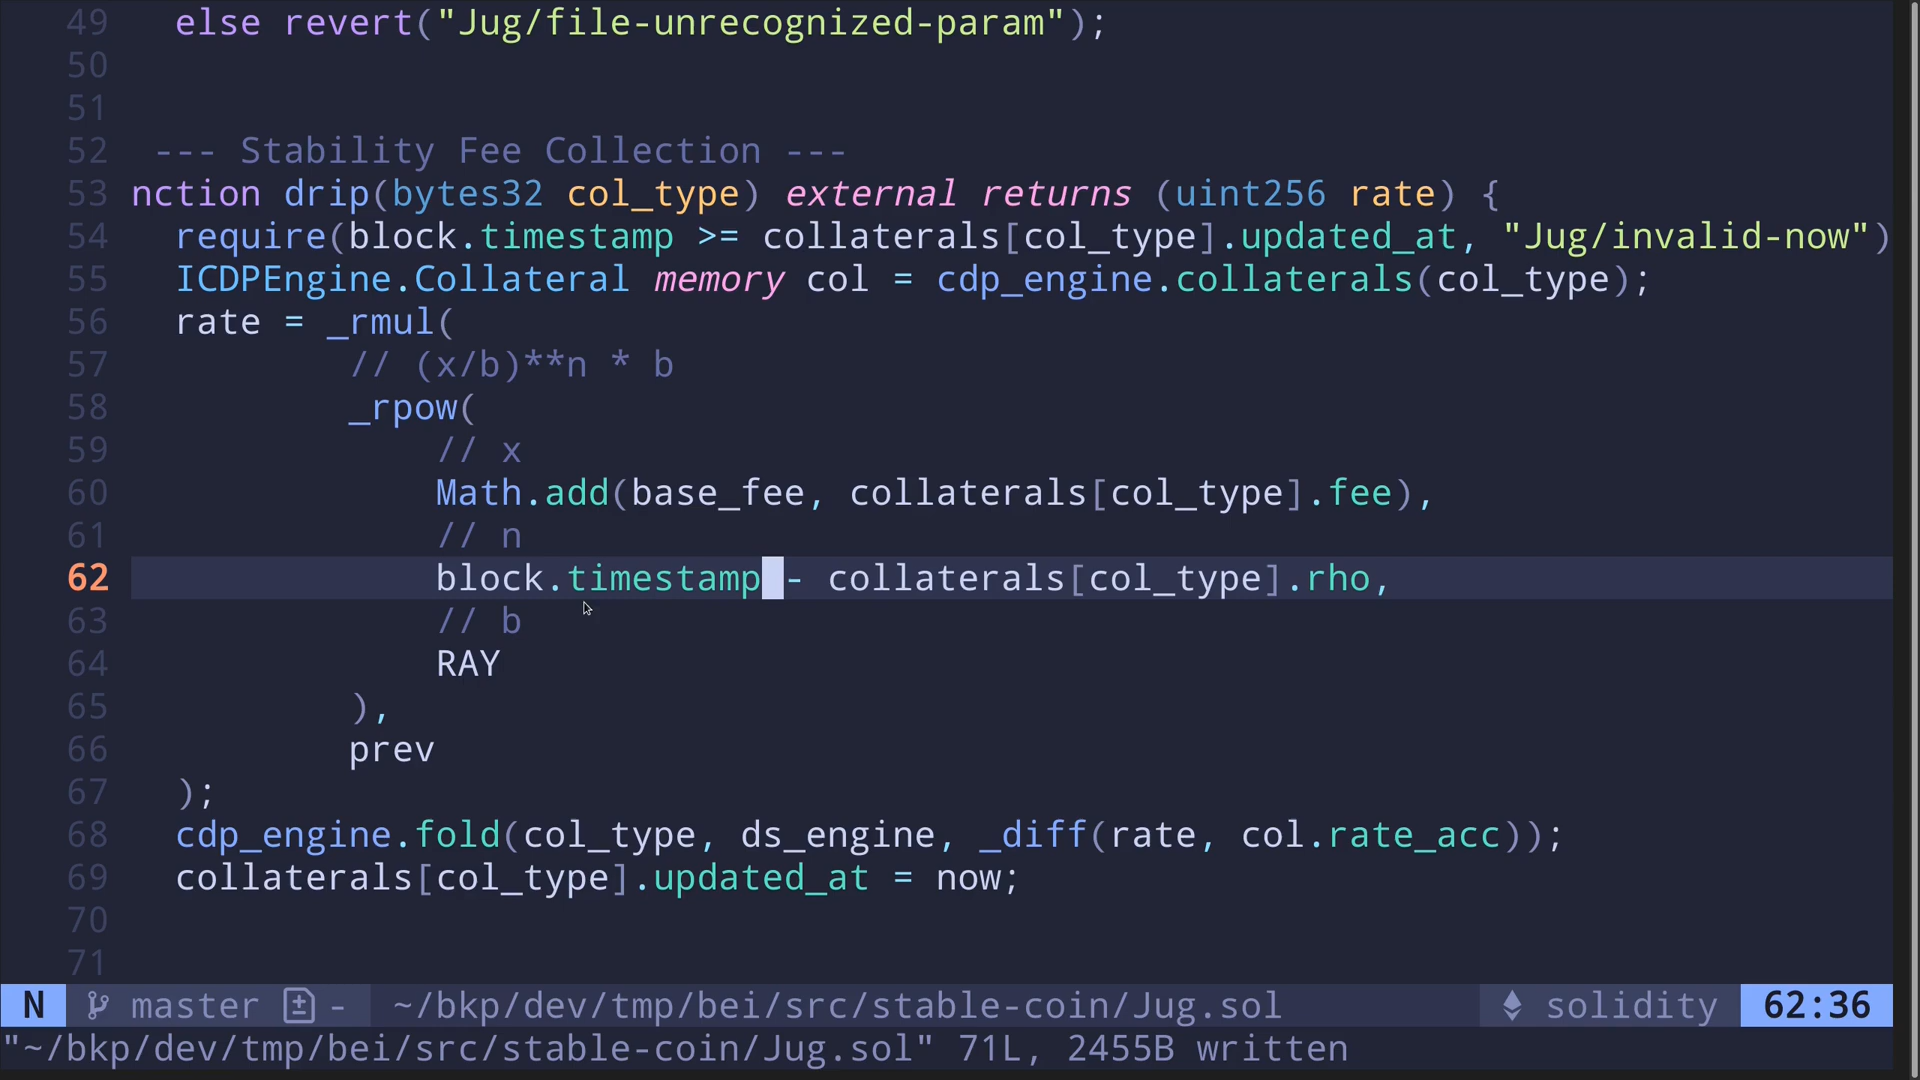 49 else revert("Jug/file-unrecognized-param");
50
51
52 --- Stability Fee Collection ---
53 nction drip(bytes32 col_type) external returns (uint256 rate) {
54 require(block.timestamp >= collaterals[col_type].updated_at, "Jug/invalid-now")
55 ICDPEngine.Collateral memory col = cdp_engine.collaterals(col_type);
56 rate = _rmul(
57 // (x/b)**n * b
58 _rpow(
59 // x
60 Math.add(base_fee, collaterals[col_type].fee),
61 // n
62 block.timestamp - collaterals[col_type].rho,
63 // b
64 RAY
65 ),
66 prev
67 );
68 cdp_engine.fold(col_type, ds_engine, _diff(rate, col.rate_acc));
69 collaterals[col_type].updated_at = now;
70
71
N master - ~/bkp/dev/tmp/bei/src/stable-coin/Jug.sol solidity 62:36
"~/bkp/dev/tmp/bei/src/stable-coin/Jug.sol" 71L, 2455B written